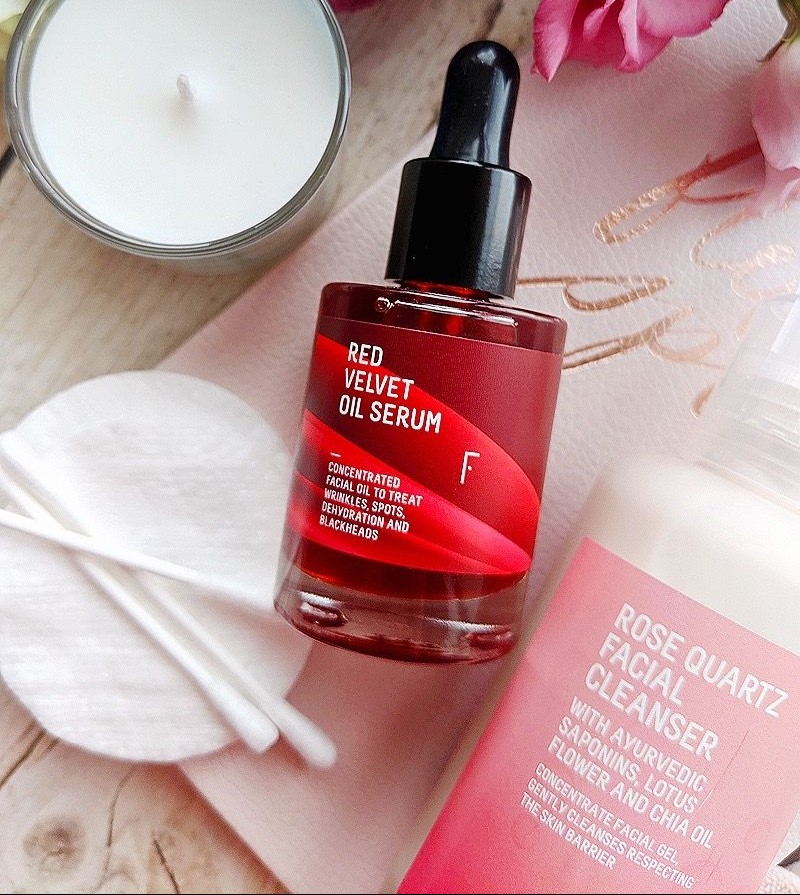 RED
VELVET
OIL SERUM
F
CONCENTRATED
FACIAL OIL TO TREAT
WRINKLES, SPOTS,
DEHYDRATION AND
BLACKHEADS
ROSE QUARTZ
FACIAL
CLEANSER
WITH AYURVEDIC
SAPONINS, LOTUS
FLOWER AND CHIA OIL
CONCENTRATE FACIAL GEL,
GENTLY CLEANSES RESPECTING
THE SKIN BARRIER